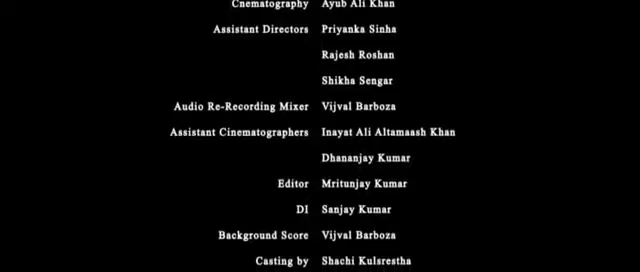 Cnematography Ayub Ali Khan
Assistant Directors Priyanka Sinha
Rajesh Roshan
Shikha Sengar
Audio Re-Recording Mixer Vijval Barboza
Assistant Cinematographers Inayat Ali Altamaash Khan
Dhananjay Kumar
Editor Mritunjay Kumar
DI Sanjay Kumar
Background Score Vijval Barboza
Casting by Shachi Kulsrestha